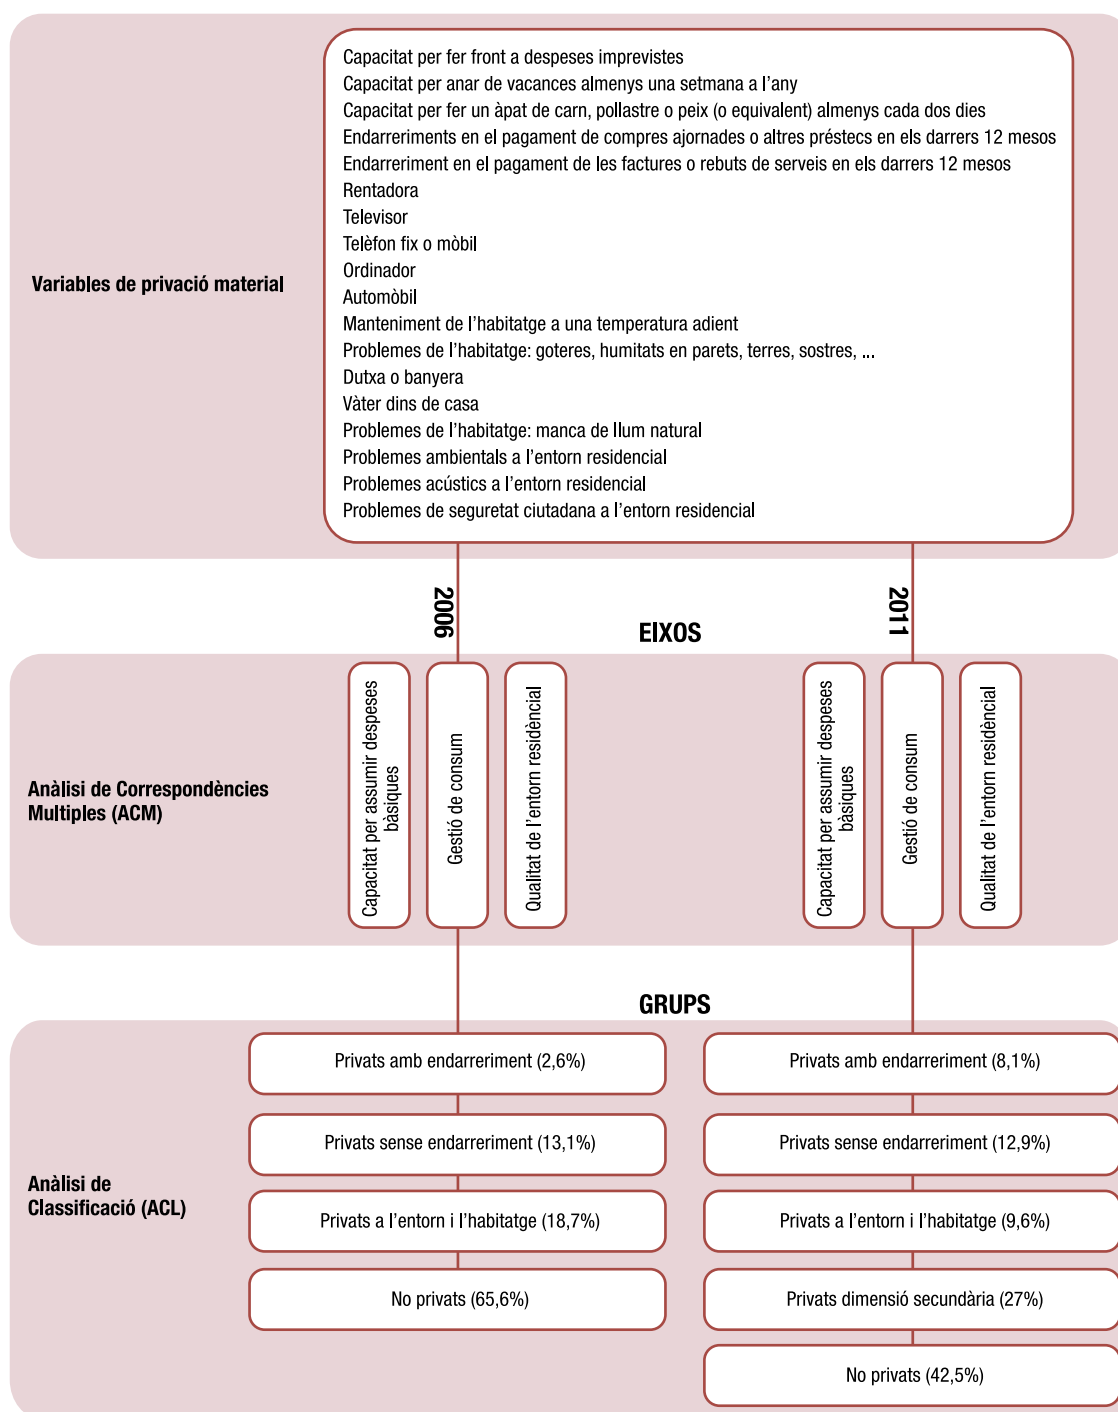 Variables de privació material
Capacitat per fer front a despeses imprevistes
Capacitat per anar de vacances almenys una setmana a l'any
Capacitat per fer un àpat de carn, pollastre o peix (o equivalent) almenys cada dos dies
Endarreriments en el pagament de compres ajornades o altres préstecs en els darrers 12 mesos
Endarreriment en el pagament de les factures o rebuts de serveis en els darrers 12 mesos
Rentadora
Televisor
Telèfon fix o mòbil
Ordinador
Automòbil
Manteniment de l'habitatge a una temperatura adient
Problemes de l'habitatge: goteres, humitats en parets, terres, sostres, ...
Dutxa o banyera
Vàter dins de casa
Problemes de l'habitatge: manca de llum natural
Problemes ambientals a l'entorn residencial
Problemes acústics a l'entorn residencial
Problemes de seguretat ciutadana a l'entorn residencial
2006
EIXOS
2011
Anàlisi de Correspondències
Multiples (ACM)
Capacitat per assumir despeses
bàsiques
Gestió de consum
Qualitat de l'entorn residèncial
Capacitat per assumir despeses
bàsiques
Gestió de consum
Qualitat de l'entorn residèncial
GRUPS
Anàlisi de
Classificació (ACL)
Privats amb endarreriment (2,6%)
Privats sense endarreriment (13,1%)
Privats a l'entorn i l'habitatge (18,7%)
No privats (65,6%)
Privats amb endarreriment (8,1%)
Privats sense endarreriment (12,9%)
Privats a l'entorn i l'habitatge (9,6%)
Privats dimensió secundària (27%)
No privats (42,5%)